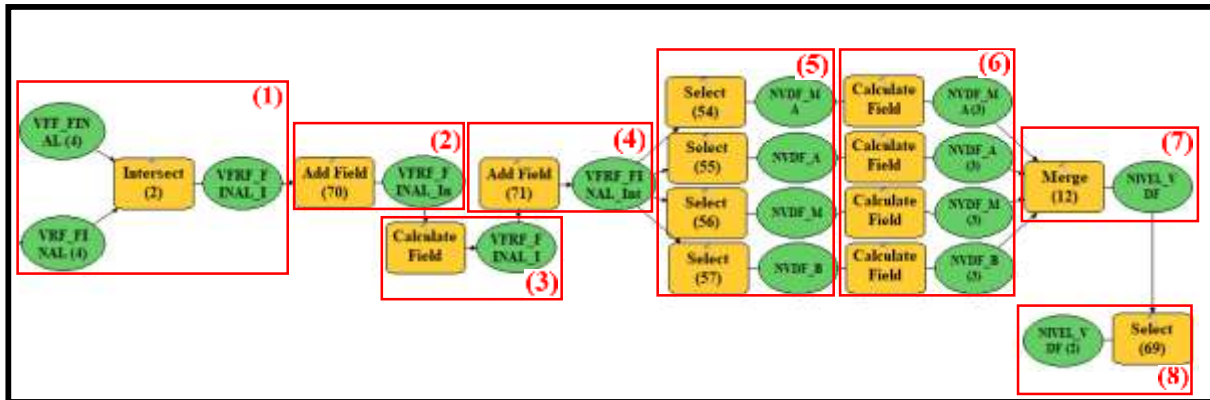 (1)
VFF_FIN
AL (4)
VRF_FI
NAL (4)
Intersect
(2)
VFRF_F
INAL_I
(2)
Add Field
(70)
VFRF_F
INAL_In
(3)
Calculate
Field
VFRF_F
INAL_I
(4)
Add Field
(71)
VFRF_FI
NAL_Int
(5)
Select
(54)
NVDF_M
A
Select
(55)
NVDF_A
Select
(56)
NVDF_M
Select
(57)
NVDF_B
(6)
Calculate
Field
NVDF_M
A (3)
Calculate
Field
NVDF_A
(3)
Calculate
Field
NVDF_M
(3)
Calculate
Field
NVDF_B
(3)
(7)
Merge
(12)
NIVEL_V
DF
NIVEL_V
DF (2)
Select
(69)
(8)